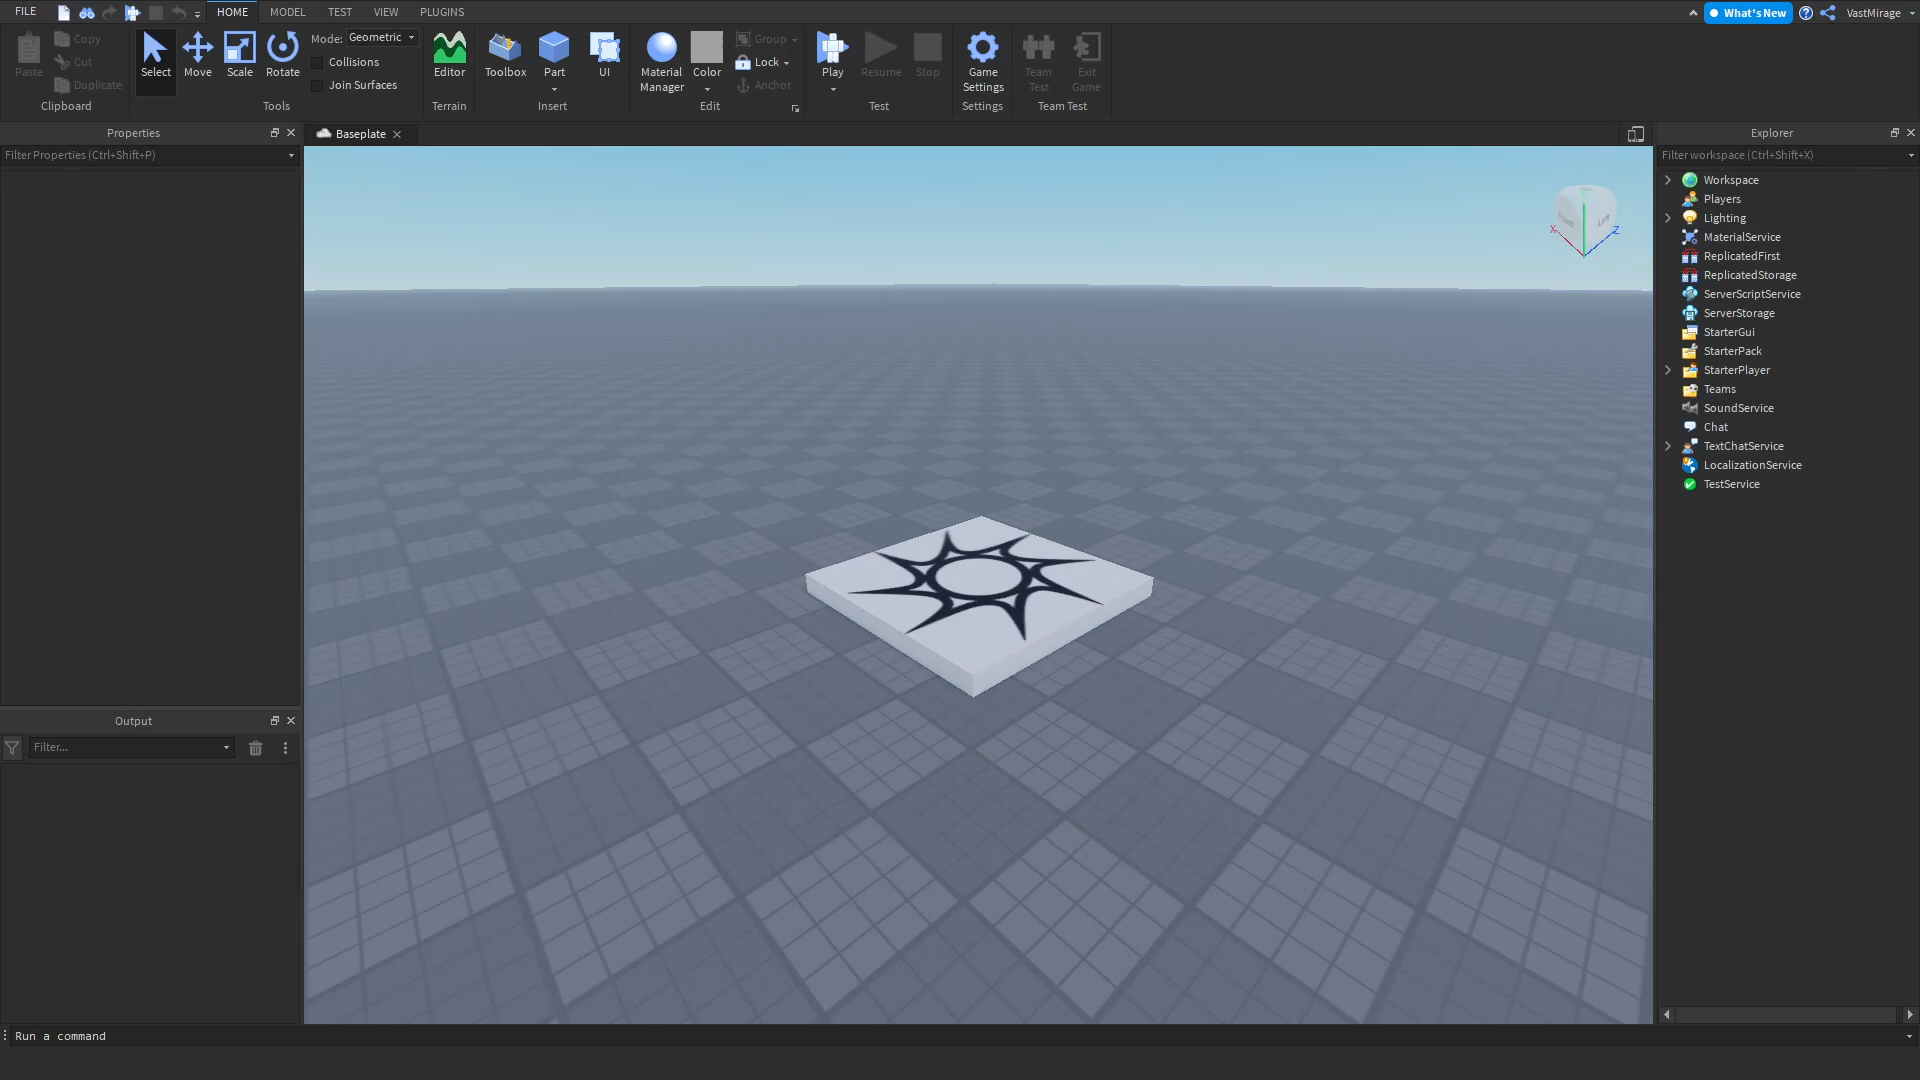 FILE
HOME
MODEL
TEST
VIEW
PLUGINS
What's New
VastMirage
Paste
Copy
Cut
Duplicate
Clipboard
Select
Move
Scale
Rotate
Mode: Geometric
Collisions
Join Surfaces
Tools
Editor
Terrain
Toolbox
Part
UI
Insert
Material
Manager
Color
Group
Lock
Anchor
Edit
Play
Resume
Stop
Test
Game
Settings
Settings
Team
Test
Exit
Game
Team Test
Properties
Filter Properties (Ctrl+Shift+P)
Baseplate
X
Z
Explorer
Filter workspace (Ctrl+Shift+X)
Workspace
Players
Lighting
MaterialService
ReplicatedFirst
ReplicatedStorage
ServerScriptService
ServerStorage
StarterGui
StarterPack
StarterPlayer
Teams
SoundService
Chat
TextChatService
LocalizationService
TestService
Output
Filter...
Run a command